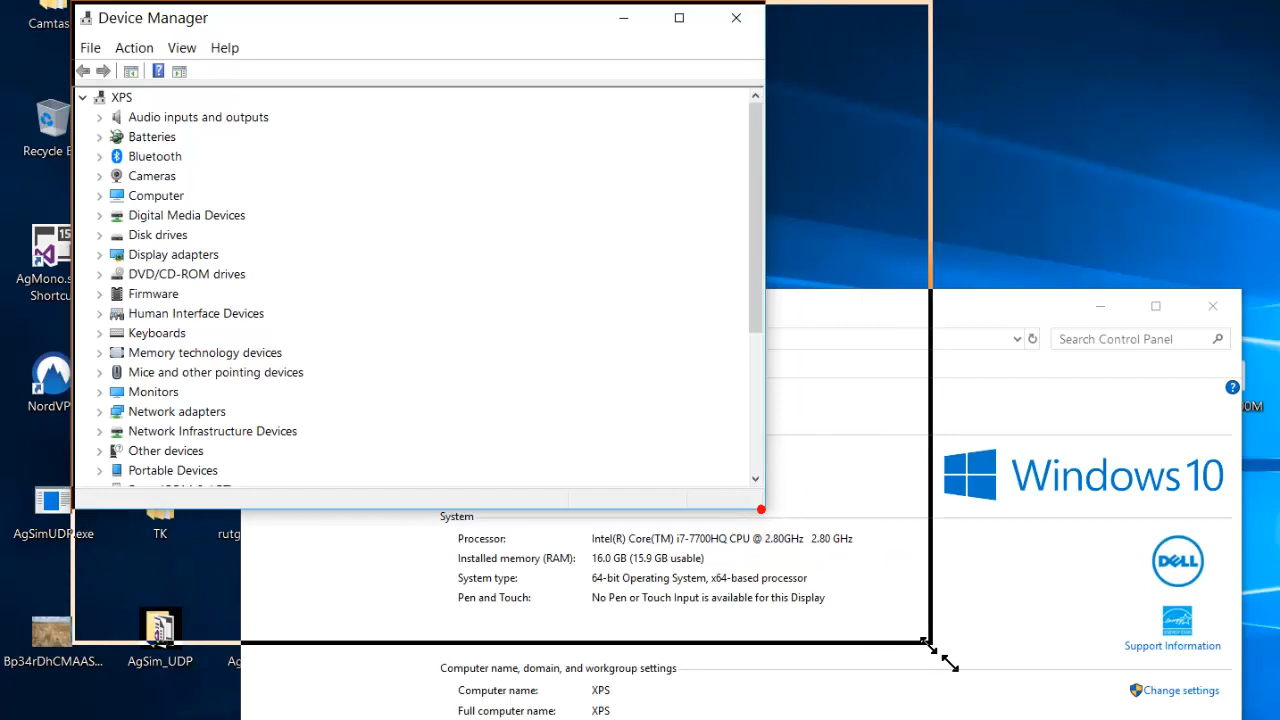 Camtas
Device Manager
File Action View Help
XPS
Audio inputs and outputs
Batteries
Bluetooth
Cameras
Computer
Digital Media Devices
Disk drives
Display adapters
DVD/CD-ROM drives
Firmware
Human Interface Devices
Keyboards
Memory technology devices
Mice and other pointing devices
Monitors
Network adapters
Network Infrastructure Devices
Other devices
Portable Devices
Recycle B
15
AgMono.s
Shortcu
NordVP
AgSimUDP.exe
TK
rutg
Bp34rDhCMAAS...
AgSim_UDP
Ag
Search Control Panel
?
00M
Windows 10
System
Processor: Intel(R) Core(TM) i7-7700HQ CPU @ 2.80GHz 2.80 GHz
Installed memory (RAM): 16.0 GB (15.9 GB usable)
System type: 64-bit Operating System, x64-based processor
Pen and Touch: No Pen or Touch Input is available for this Display
DELL
Support Information
Computer name, domain, and workgroup settings
Computer name: XPS
Full computer name: XPS
Change settings